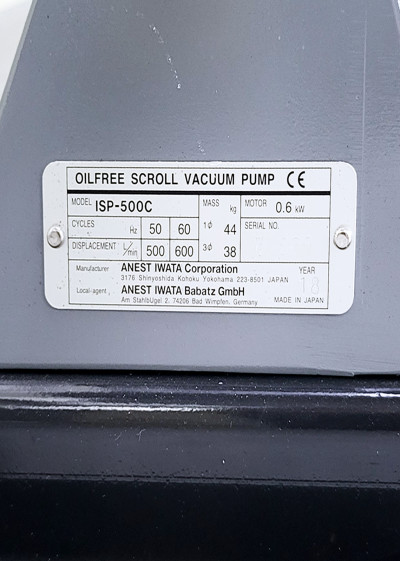 OILFREE SCROLL VACUUM PUMP CE
MODEL ISP-500C MASS kg MOTOR 0.6 kW
CYCLES Hz 50 60 1ϕ 44 SERIAL NO.
DISPLACEMENT L/min 500 600 3ϕ 38
Manufacturer ANEST IWATA Corporation YEAR
3176 Shinyoshida Kohoku Yokohama 223-8501 JAPAN 18
Local-agent ANEST IWATA Babatz GmbH
Am Stahlbügel 2, 74206 Bad Wimpfen, Germany MADE IN JAPAN